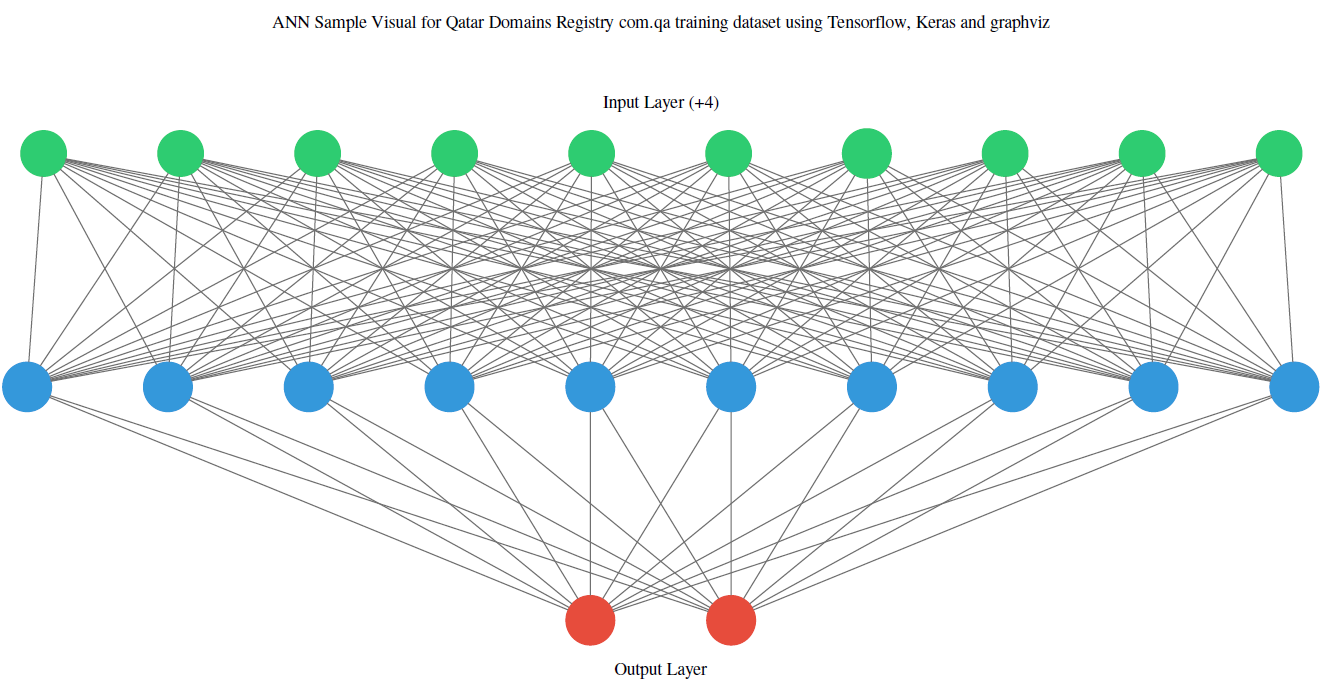 ANN Sample Visual for Qatar Domains Registry com.qa training dataset using Tensorflow, Keras and graphviz
Input Layer (+4)
Output Layer